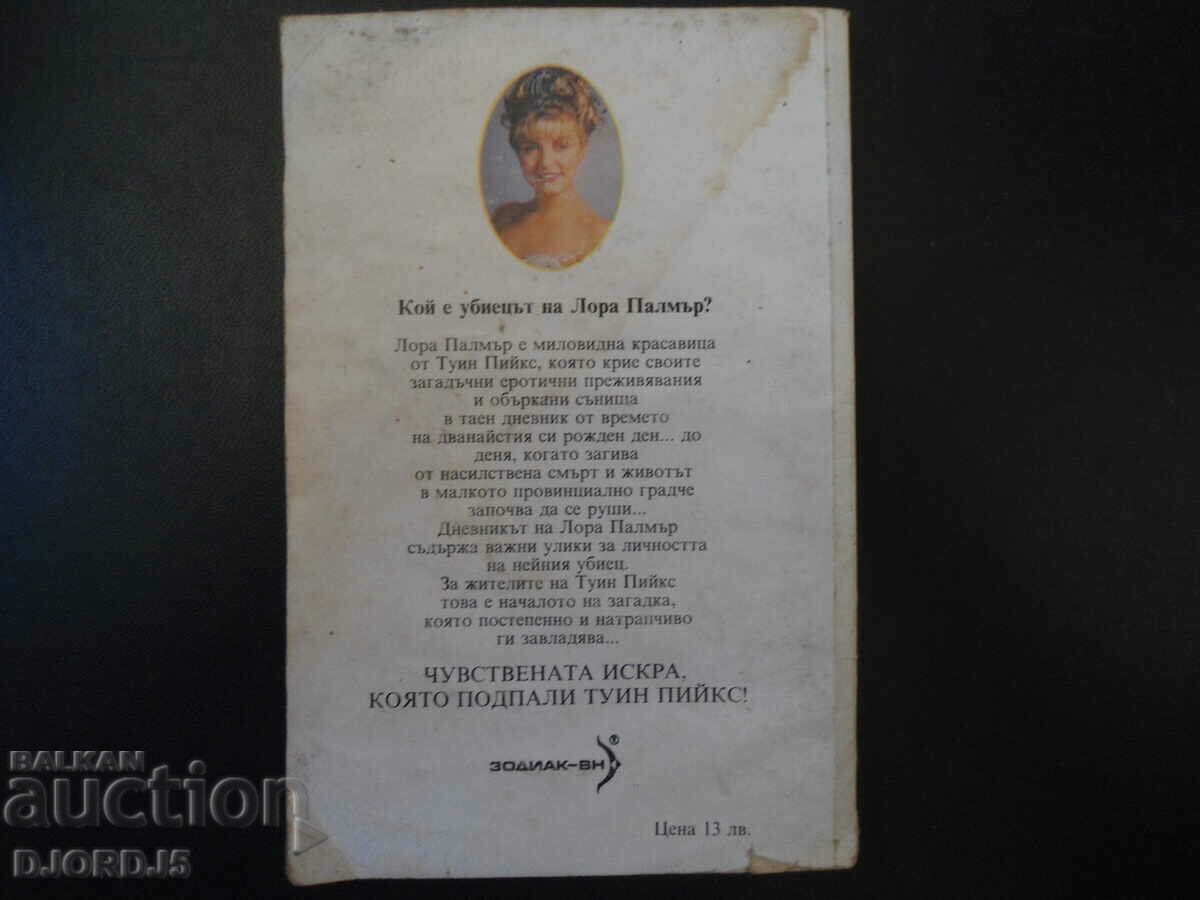 Кой е убиецът на Лора Палмър?
Лора Палмър е миловидна красавица
от Туин Пийкс, която крие своите
загадъчни еротични преживявания
и объркани сънища
в таен дневник от времето
на дванайстия си рожден ден... до
деня, когато загива
от насилствена смърт и животът
в малкото провинциално градче
започва да се руши...
Дневникът на Лора Палмър
съдържа важни улики за личността
на нейния убиец.
За жителите на Туин Пийкс
това е началото на загадка,
която постепенно и натрапчиво
ги завладява...
ЧУВСТВЕНАТА ИСКРА,
КОЯТО ПОДПАЛИ ТУИН ПИЙКС!
ЗОДИАК-ВН ®
Цена 13 лв.
BALKAN
auction
DJORDJ5